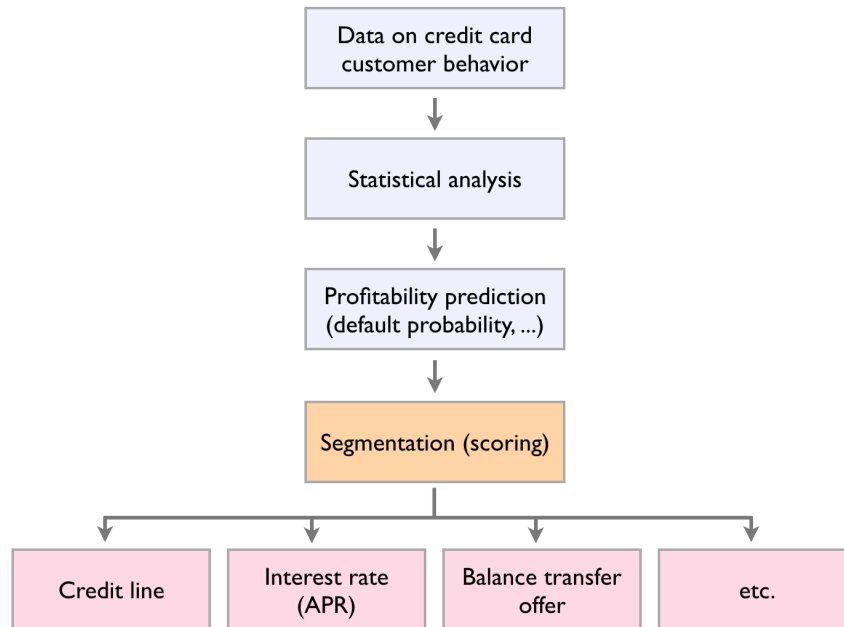 Data on credit card
customer behavior
Statistical analysis
Profitability prediction
(default probability, ...)
Segmentation (scoring)
Credit line
Interest rate
(APR)
Balance transfer
offer
etc.